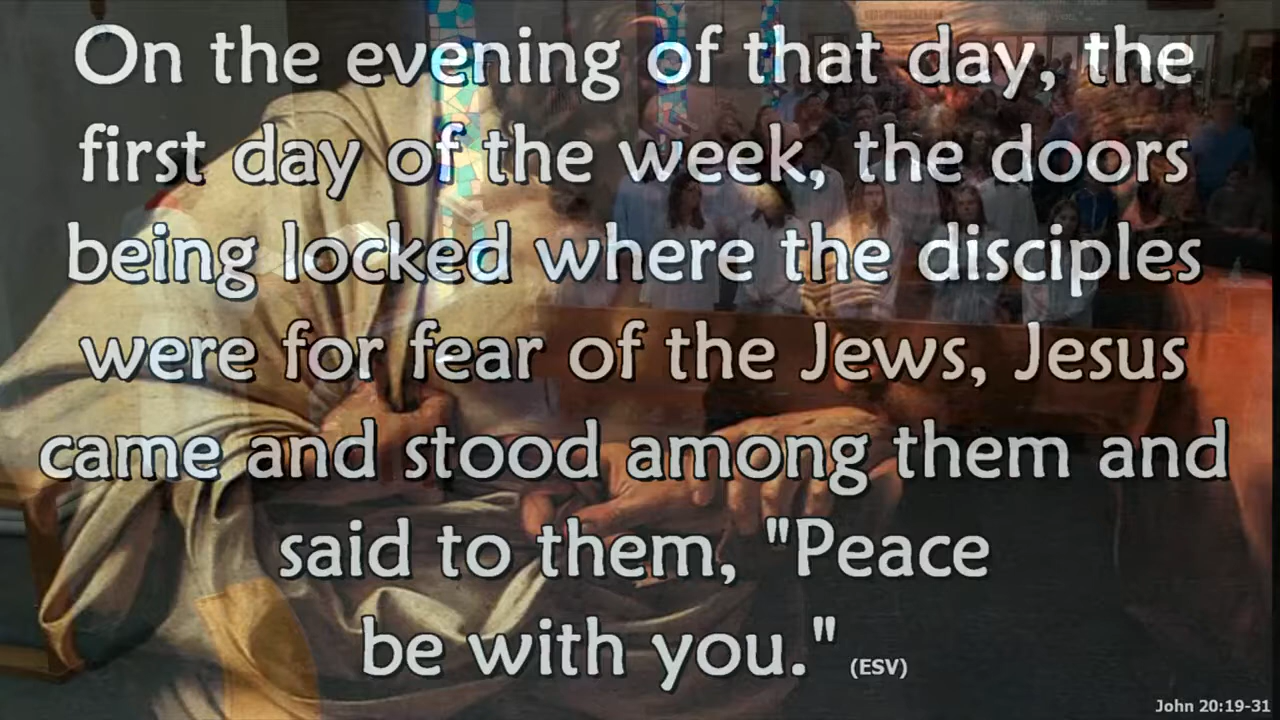 On the evening of that day, the
first day of the week, the doors
being locked where the disciples
were for fear of the Jews, Jesus
came and stood among them and
said to them, "Peace
be with you." (ESV)
John 20:19-31